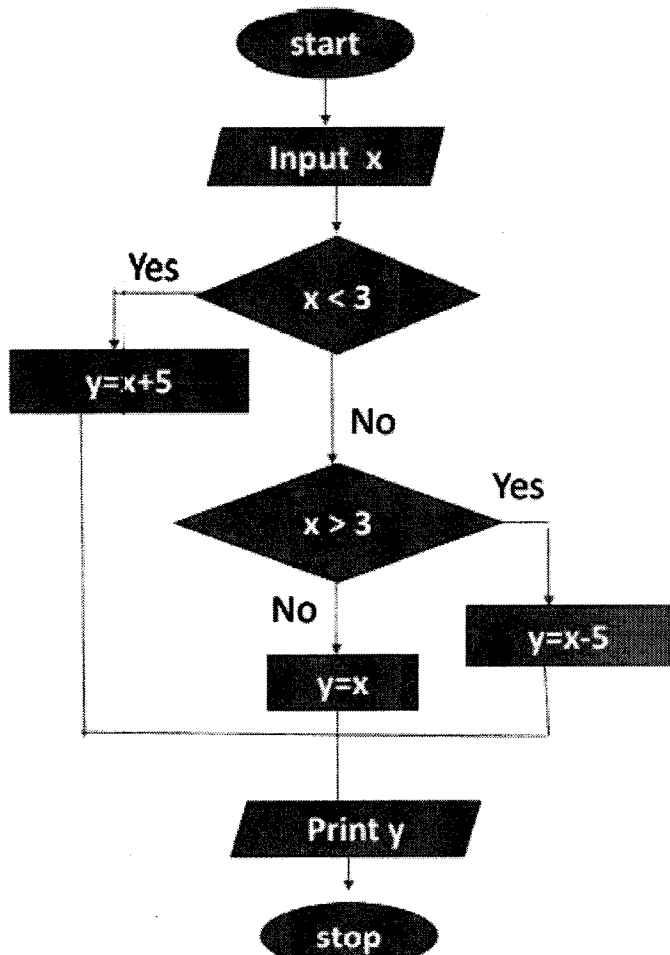 start
Input x
Yes
x < 3
y=x+5
No
Yes
x > 3
No
y=x-5
y=x
Print y
stop